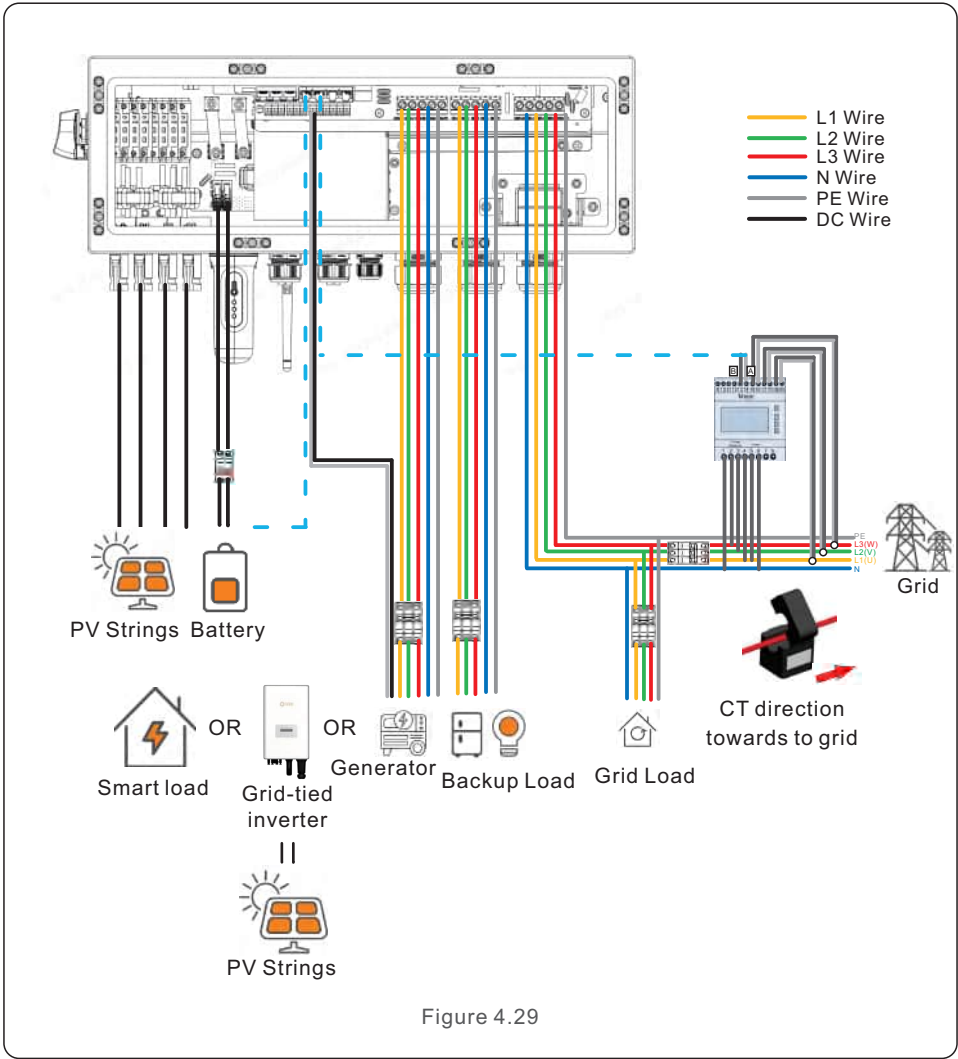 L1 Wire
L2 Wire
L3 Wire
N Wire
PE Wire
DC Wire
B
A
PE
L3(W)
L2(V)
L1(U)
N
Grid
PV Strings
Battery
CT direction
towards to grid
Smart load
OR
Grid-tied
inverter
OR
Generator
Backup Load
Grid Load
PV Strings
Figure 4.29